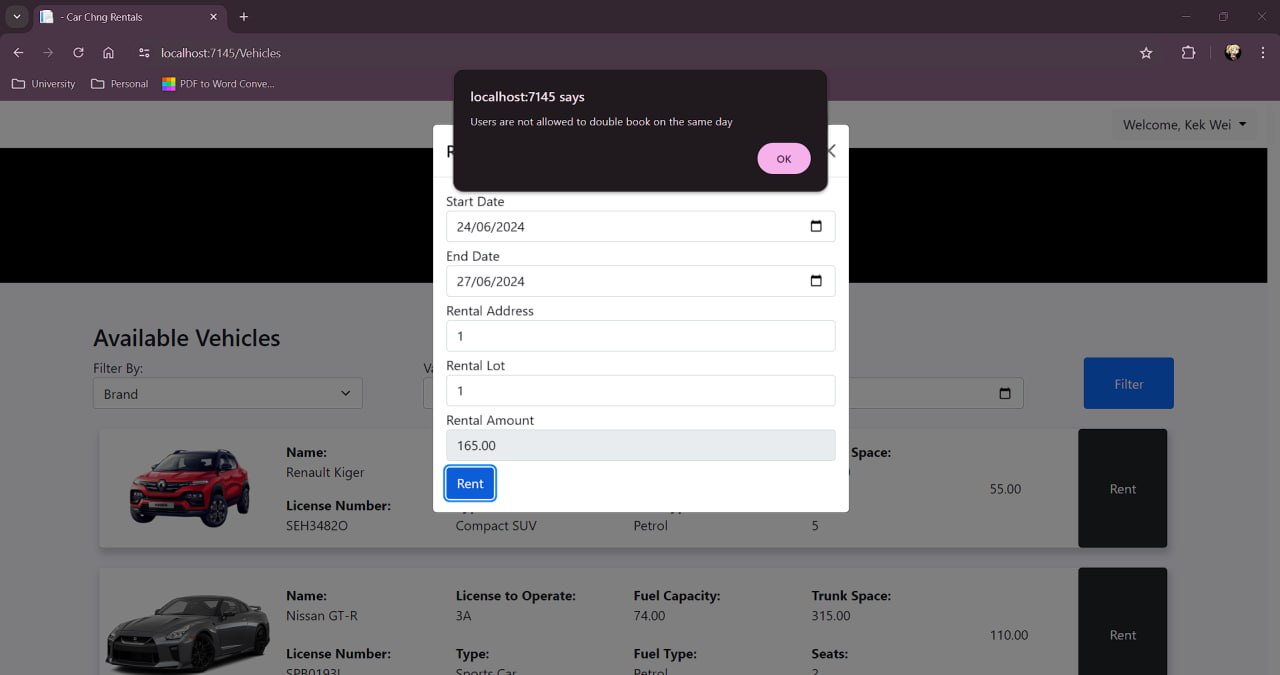 - Car Chng Rentals
localhost:7145/Vehicles
University
Personal
PDF to Word Conve...
localhost:7145 says
Users are not allowed to double book on the same day
OK
Welcome, Kek Wei
Start Date
24/06/2024
End Date
27/06/2024
Rental Address
1
Rental Lot
1
Rental Amount
165.00
Rent
Available Vehicles
Filter By:
Brand
Filter
Name:
Space:
Renault Kiger
55.00
Rent
License Number:
SEH3482O
Compact SUV
Petrol
5
Name:
License to Operate:
Fuel Capacity:
Trunk Space:
Nissan GT-R
3A
74.00
315.00
110.00
Rent
License Number:
Type:
Fuel Type:
Seats:
Sports Car
Petrol